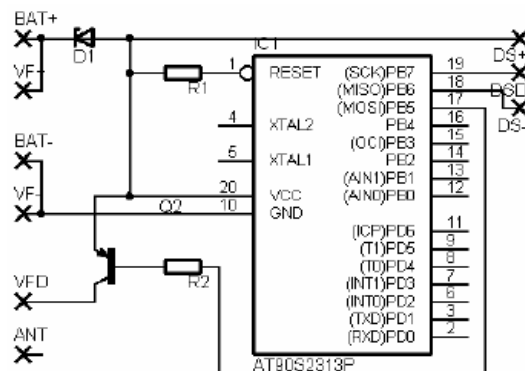 BAT+
VF+
BAT-
VF-
VFD
ANT
D1
R1
Q2
R2
IC1
1
4
5
20
10
RESET
XTAL2
XTAL1
VCC
GND
(SCK)PB7
(MISO)PB6
(MOSI)PB5
PB4
(OCI)PB3
PB2
(AIN1)PB1
(AIN0)PB0
(ICP)PD6
(T1)PD5
(T0)PD4
(INT1)PD3
(INT0)PD2
(TXD)PD1
(RXD)PD0
19
18
17
16
15
14
13
12
11
9
8
7
6
3
2
AT90S2313P
DS+
DS-